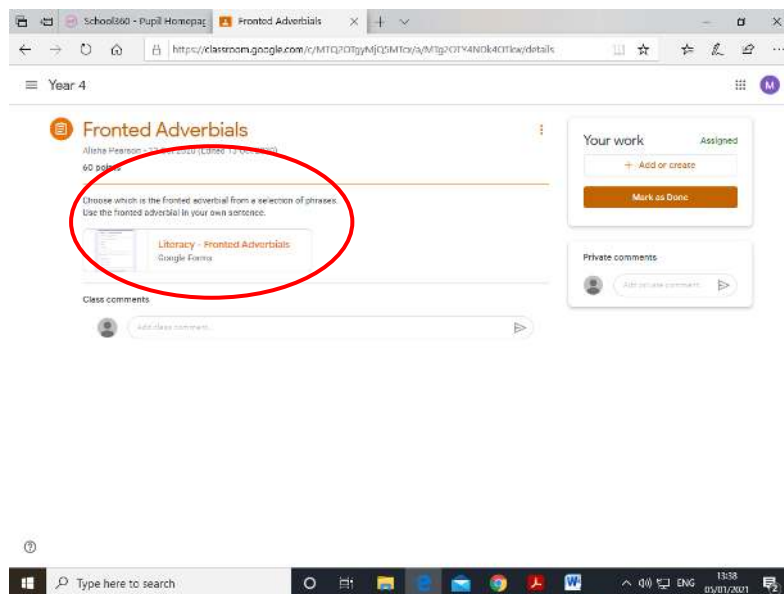 School360 - Pupil Homepag
Fronted Adverbials
https://classroom.google.com/c/
Year 4
Fronted Adverbials
Alisha Pearson
60 points
Choose which is the fronted adverbial from a selection of phrases.
Use the fronted adverbial in your own sentence.
Literacy - Fronted Adverbials
Google Forms
Class comments
Add class comment...
Your work
Assigned
+ Add or create
Mark as Done
Private comments
Add private comment...
M
Type here to search
ENG
13:38
05/01/2021